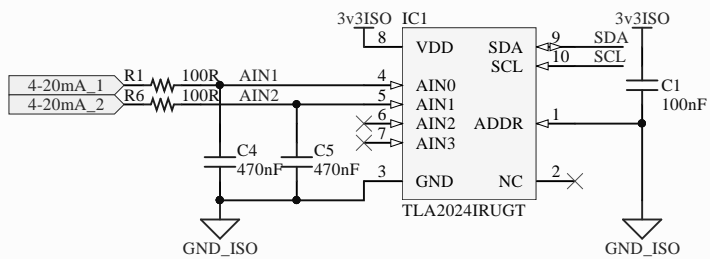 3v3ISO
IC1
3v3ISO
8
VDD
SDA
9
SDA
SCL
10
SCL
4-20mA_1
R1
100R
AIN1
4
AIN0
C1
100nF
4-20mA_2
R6
100R
AIN2
5
AIN1
6
AIN2
ADDR
1
7
AIN3
C4
470nF
C5
470nF
3
GND
NC
2
TLA2024IRUGT
GND_ISO
GND_ISO